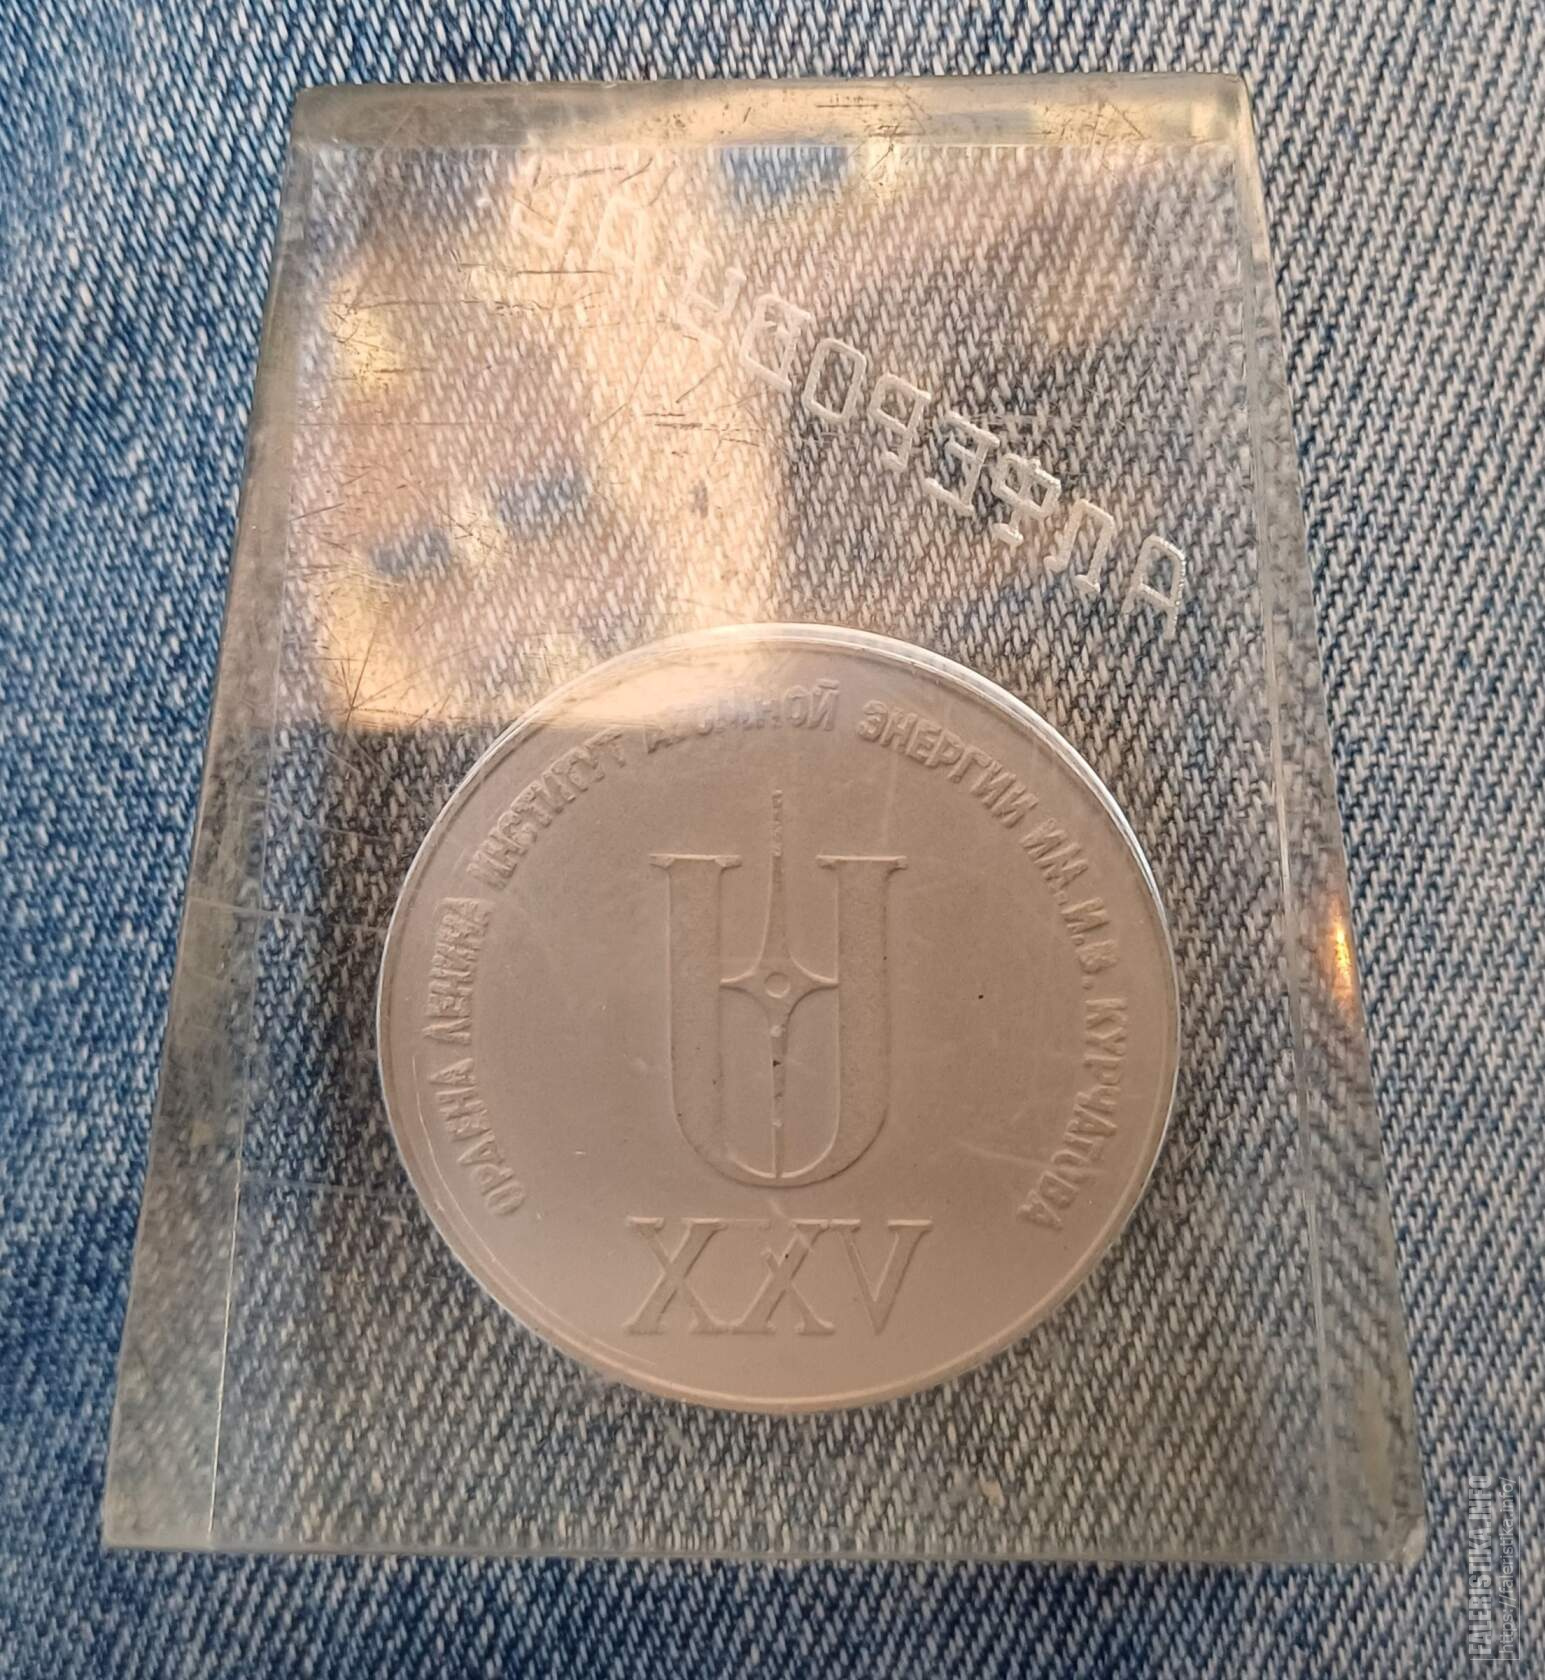 АЛФЕРОВУ
ОРДЕНА ЛЕНИНА ИНСТИТУТ АТОМНОЙ ЭНЕРГИИ ИМ. И.В. КУРЧАТОВА
XXV
FALERISTIKA.INFO
https://faleristika.info/